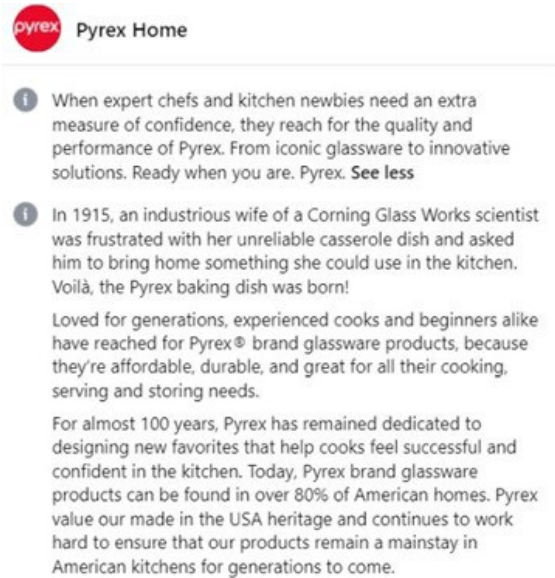 pyrex
Pyrex Home
When expert chefs and kitchen newbies need an extra
measure of confidence, they reach for the quality and
performance of Pyrex. From iconic glassware to innovative
solutions. Ready when you are. Pyrex. See less
In 1915, an industrious wife of a Corning Glass Works scientist
was frustrated with her unreliable casserole dish and asked
him to bring home something she could use in the kitchen.
Voilà, the Pyrex baking dish was born!
Loved for generations, experienced cooks and beginners alike
have reached for Pyrex® brand glassware products, because
they're affordable, durable, and great for all their cooking,
serving and storing needs.
For almost 100 years, Pyrex has remained dedicated to
designing new favorites that help cooks feel successful and
confident in the kitchen. Today, Pyrex brand glassware
products can be found in over 80% of American homes. Pyrex
value our made in the USA heritage and continues to work
hard to ensure that our products remain a mainstay in
American kitchens for generations to come.